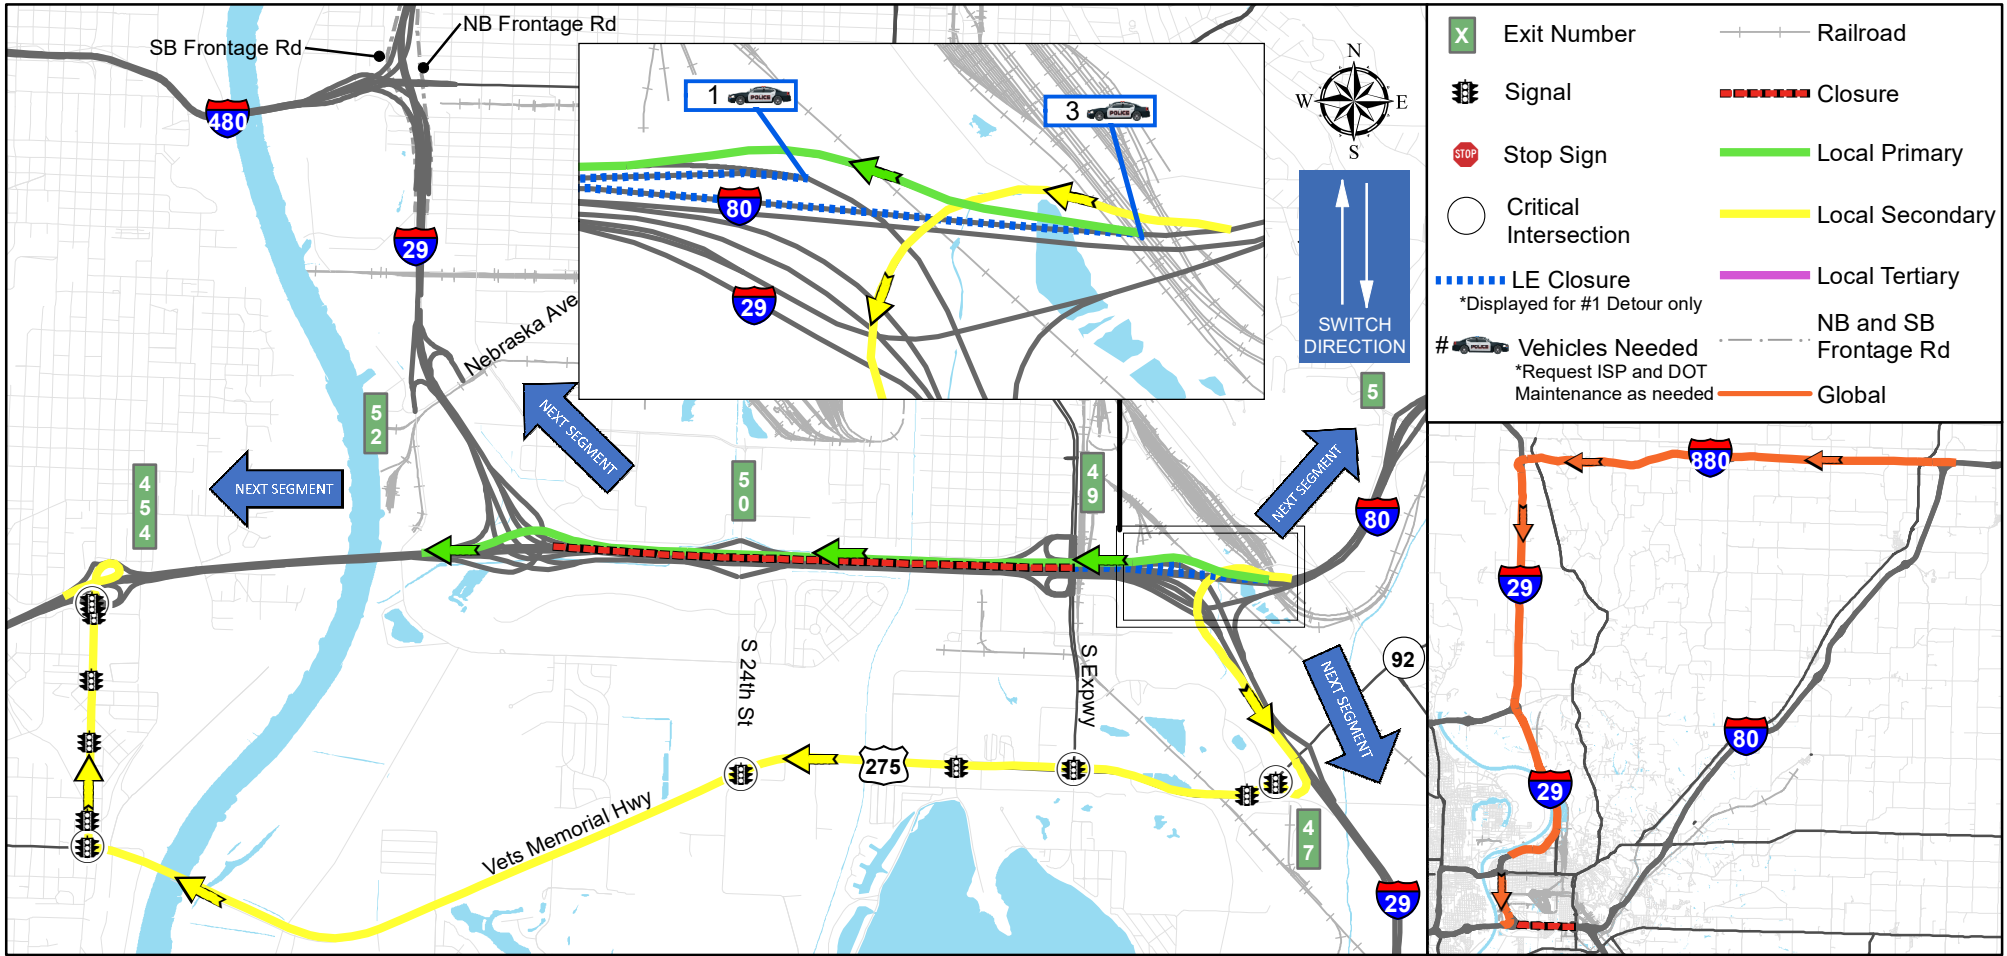 SB Frontage Rd
NB Frontage Rd
480
29
Nebraska Ave
1
POLICE
3
POLICE
80
29
N
W
E
S
SWITCH
DIRECTION
5
52
454
50
49
NEXT SEGMENT
NEXT SEGMENT
NEXT SEGMENT
NEXT SEGMENT
80
92
S 24th St
S Expwy
275
Vets Memorial Hwy
47
29
X
Exit Number
Signal
STOP
Stop Sign
Critical
Intersection
LE Closure
*Displayed for #1 Detour only
#
POLICE
Vehicles Needed
*Request ISP and DOT
Maintenance as needed
Railroad
Closure
Local Primary
Local Secondary
Local Tertiary
NB and SB
Frontage Rd
Global
880
29
80
29